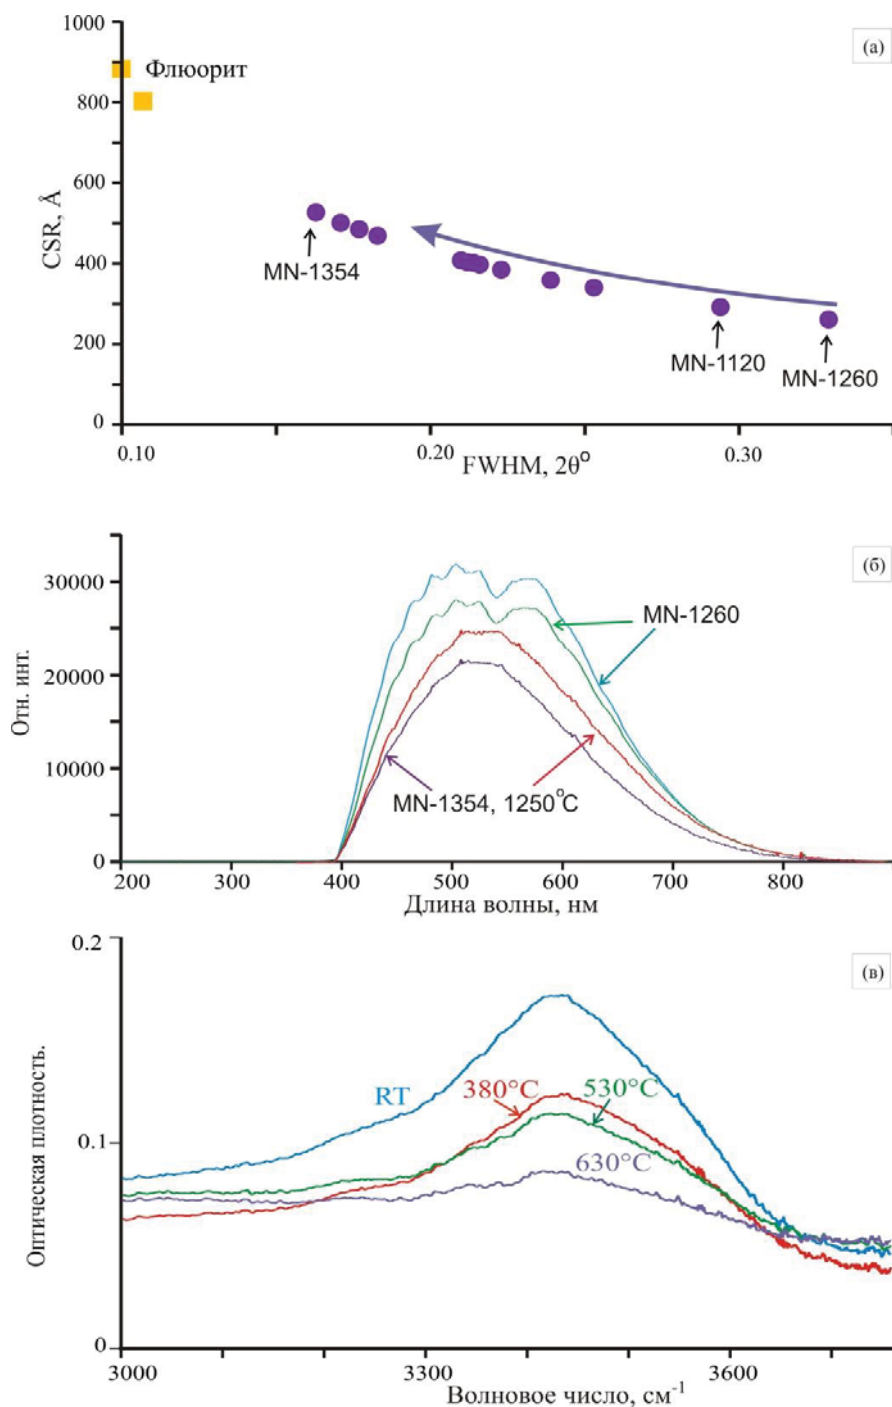 1000
(а)
Флюорит
800
600
CSR, Å
400
MN-1354
200
MN-1120
MN-1260
0
0.10
0.20
0.30
FWHM, 2θ°
(б)
30000
MN-1260
20000
Отн. инт.
10000
MN-1354, 1250°C
0
200
300
400
500
600
700
800
Длина волны, нм
0.2
(в)
RT
380°C
530°C
Оптическая плотность.
0.1
630°C
0
3000
3300
3600
Волновое число, см⁻¹